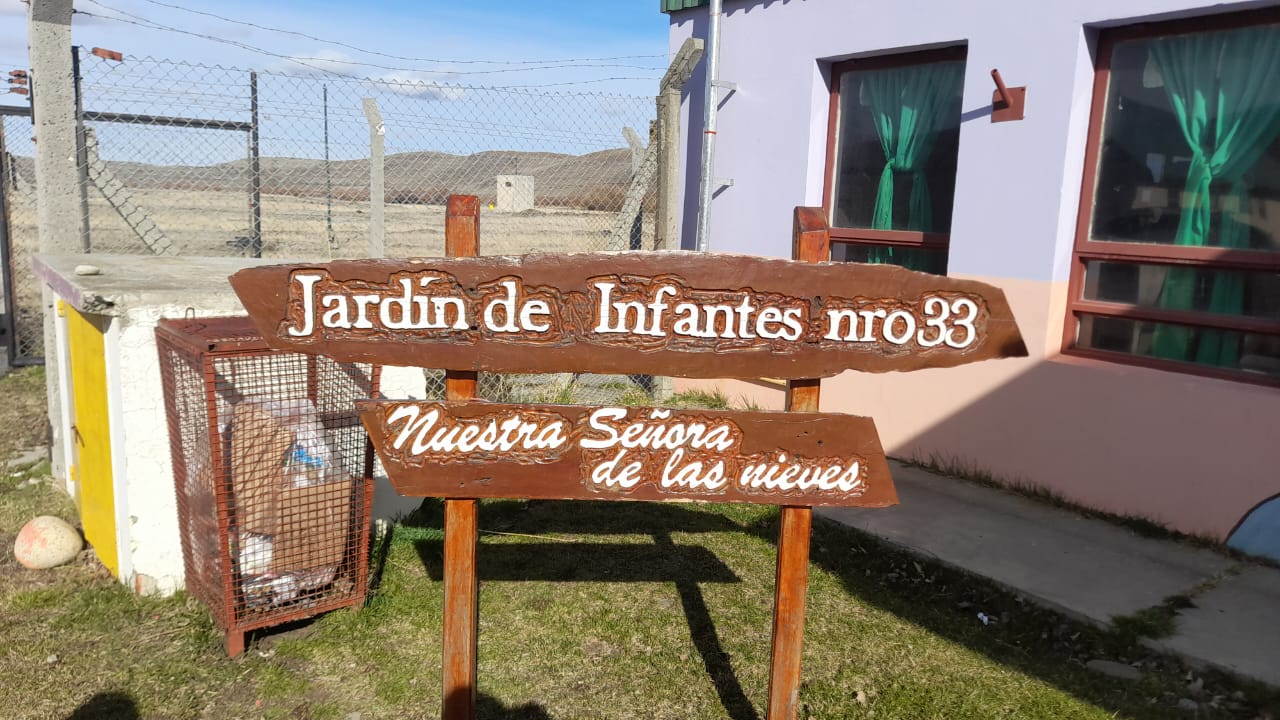 Jardín de Infantes nro33
Nuestra Señora
de las nieves